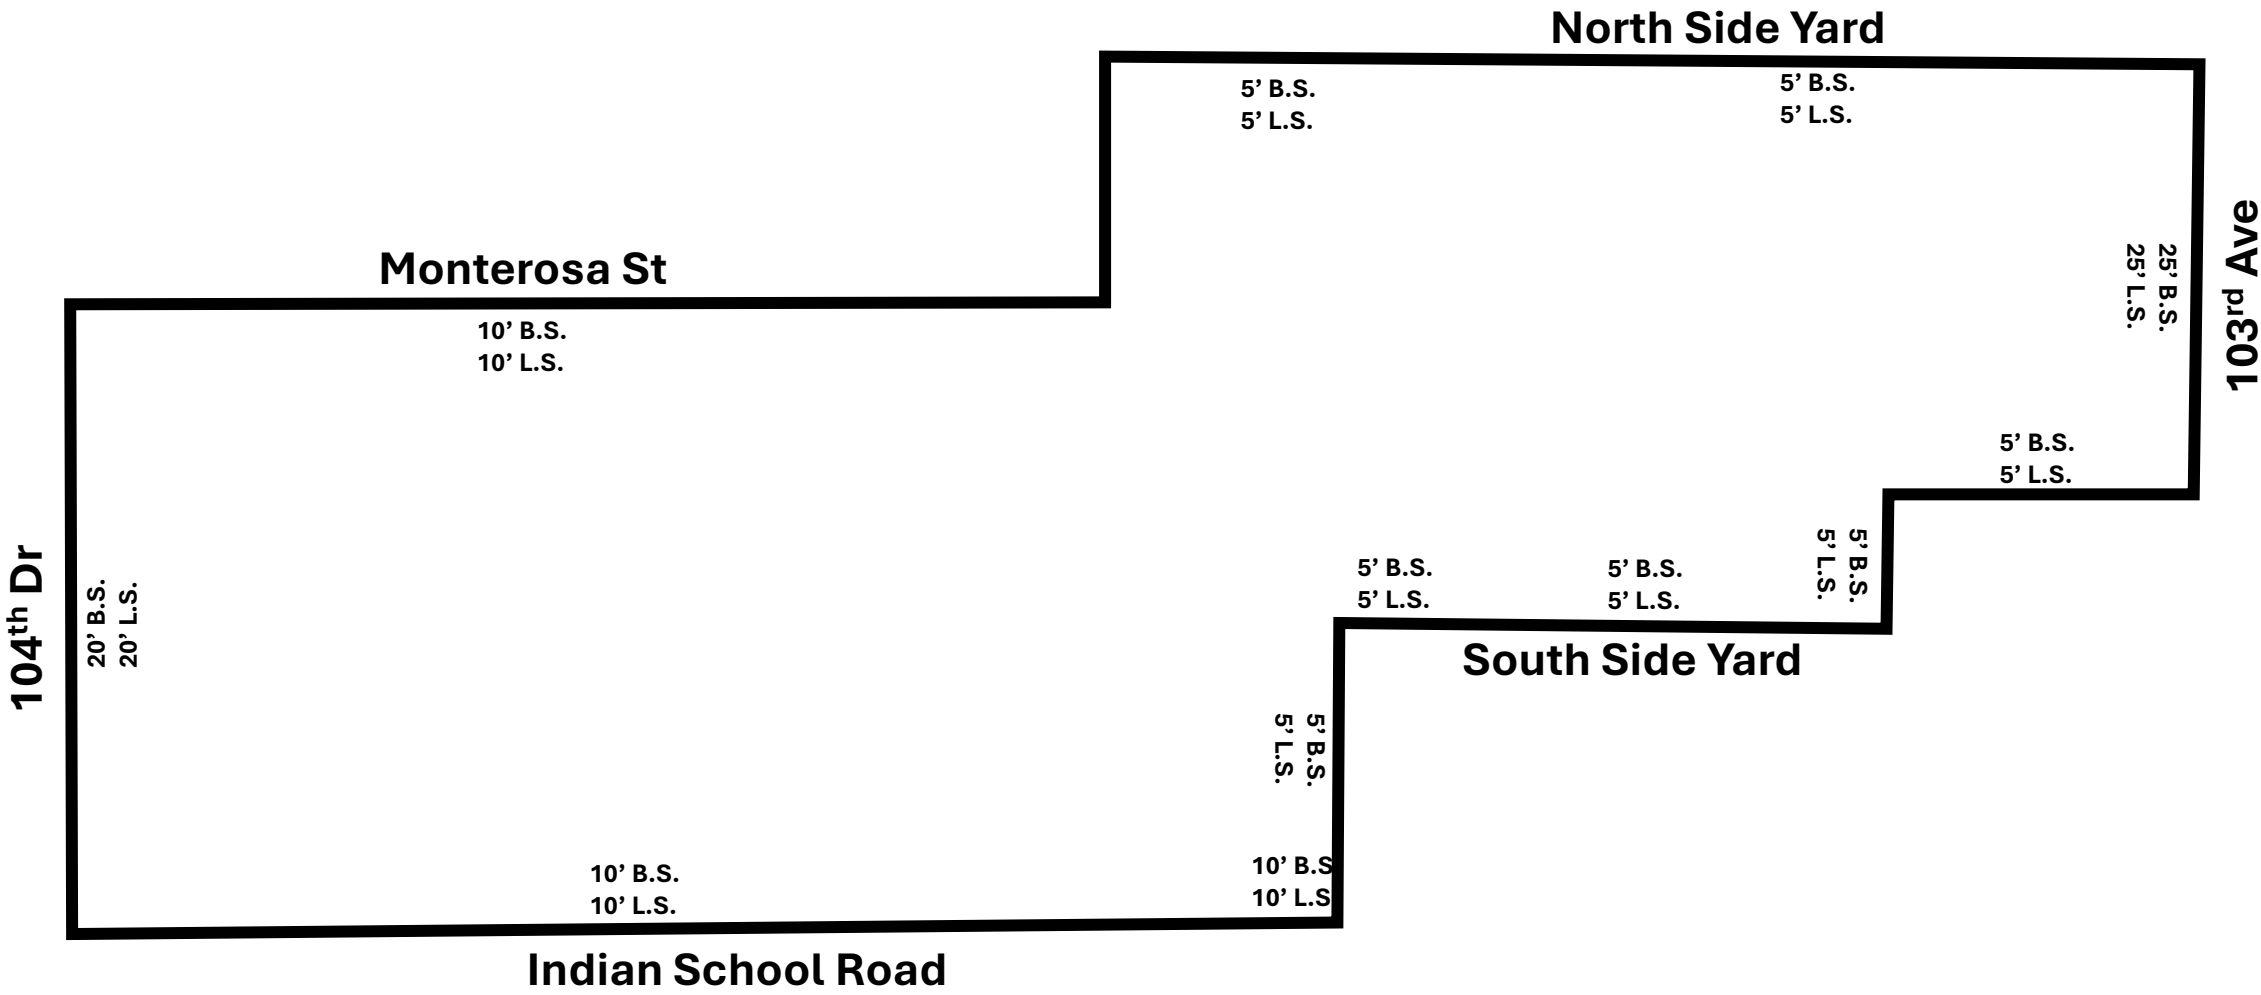 North Side Yard
5’ B.S.
5’ L.S.
5’ B.S.
5’ L.S.
103rd Ave
25’ B.S.
25’ L.S.
Monterosa St
10’ B.S.
10’ L.S.
5’ B.S.
5’ L.S.
5’ B.S.
5’ L.S.
5’ B.S.
5’ L.S.
5’ B.S.
5’ L.S.
South Side Yard
104th Dr
20’ B.S.
20’ L.S.
5’ B.S.
5’ L.S.
10’ B.S.
10’ L.S.
10’ B.S
10’ L.S
Indian School Road